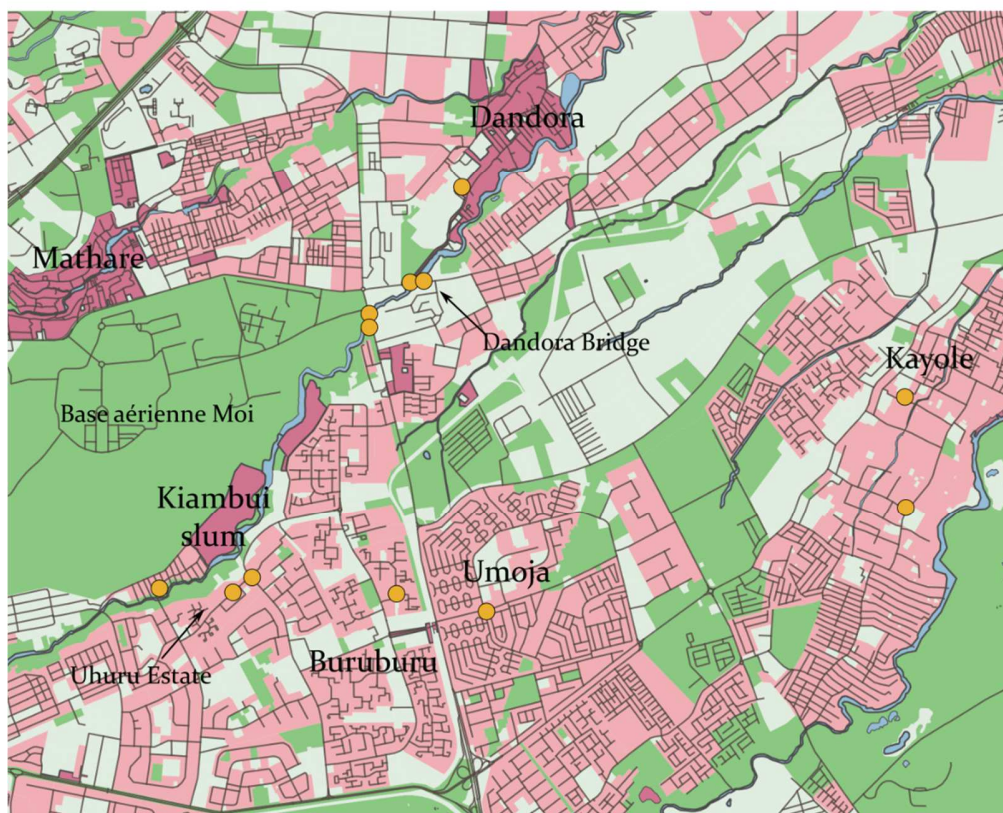 Dandora
Mathare
Dandora Bridge
Kayole
Base aérienne Moi
Kiambui
slum
Umoja
Buruburu
Uhuru Estate